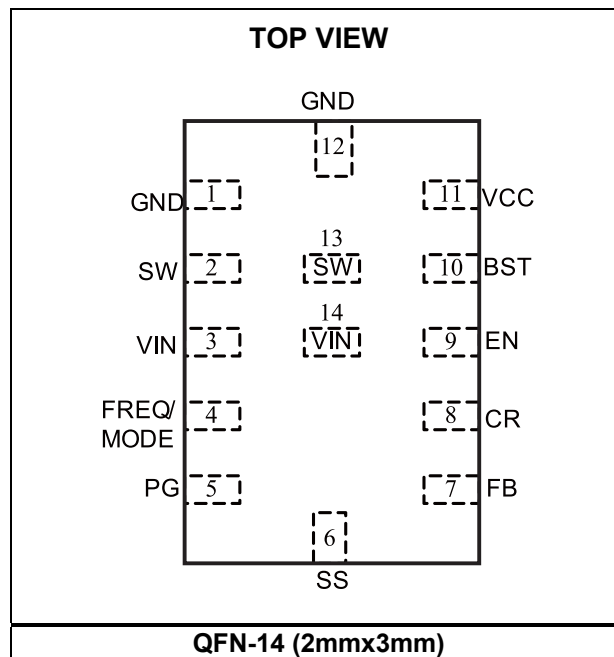 TOP VIEW
GND
12
GND 1
11 VCC
13
SW 2
SW
10 BST
14
VIN 3
VIN
9 EN
FREQ/
MODE
4
8 CR
PG 5
7 FB
6
SS
QFN-14 (2mmx3mm)